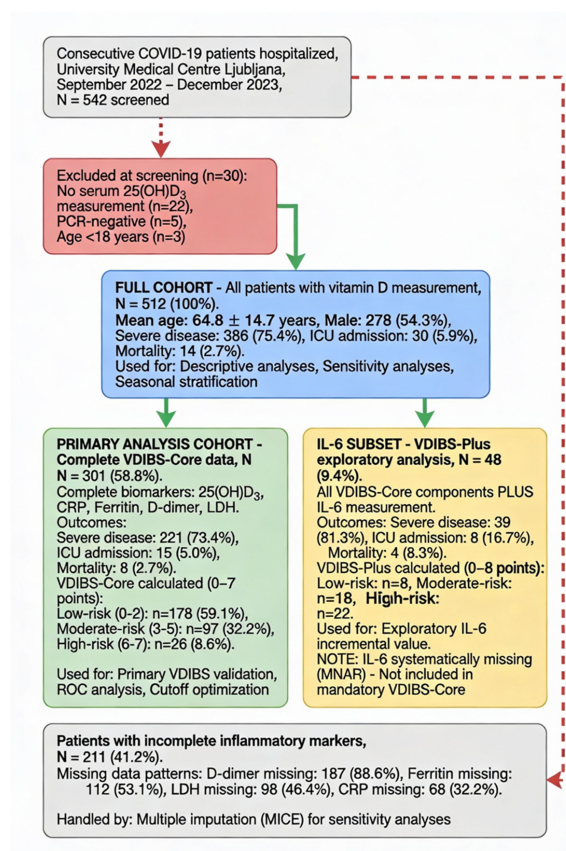 Consecutive COVID-19 patients hospitalized,
University Medical Centre Ljubljana,
September 2022 – December 2023,
N = 542 screened
Excluded at screening (n=30):
No serum 25(OH)D₃
measurement (n=22),
PCR-negative (n=5),
Age <18 years (n=3)
FULL COHORT - All patients with vitamin D measurement,
N = 512 (100%).
Mean age: 64.8 ± 14.7 years, Male: 278 (54.3%),
Severe disease: 386 (75.4%), ICU admission: 30 (5.9%),
Mortality: 14 (2.7%).
Used for: Descriptive analyses, Sensitivity analyses,
Seasonal stratification
PRIMARY ANALYSIS COHORT -
Complete VDIBS-Core data, N
N = 301 (58.8%).
Complete biomarkers: 25(OH)D₃,
CRP, Ferritin, D-dimer, LDH.
Outcomes:
Severe disease: 221 (73.4%),
ICU admission: 15 (5.0%),
Mortality: 8 (2.7%).
VDIBS-Core calculated (0–7
points):
Low-risk (0-2): n=178 (59.1%),
Moderate-risk (3-5): n=97 (32.2%),
High-risk (6-7): n=26 (8.6%).
Used for: Primary VDIBS validation,
ROC analysis, Cutoff optimization
IL-6 SUBSET - VDIBS-Plus
exploratory analysis, N = 48
(9.4%).
All VDIBS-Core components PLUS
IL-6 measurement.
Outcomes: Severe disease: 39
(81.3%), ICU admission: 8 (16.7%),
Mortality: 4 (8.3%).
VDIBS-Plus calculated (0–8 points):
Low-risk: n=8, Moderate-risk:
n=18, High-risk:
n=22.
Used for: Exploratory IL-6
incremental value.
NOTE: IL-6 systematically missing
(MNAR) - Not included in
mandatory VDIBS-Core
Patients with incomplete inflammatory markers,
N = 211 (41.2%).
Missing data patterns: D-dimer missing: 187 (88.6%), Ferritin missing:
112 (53.1%), LDH missing: 98 (46.4%), CRP missing: 68 (32.2%).
Handled by: Multiple imputation (MICE) for sensitivity analyses